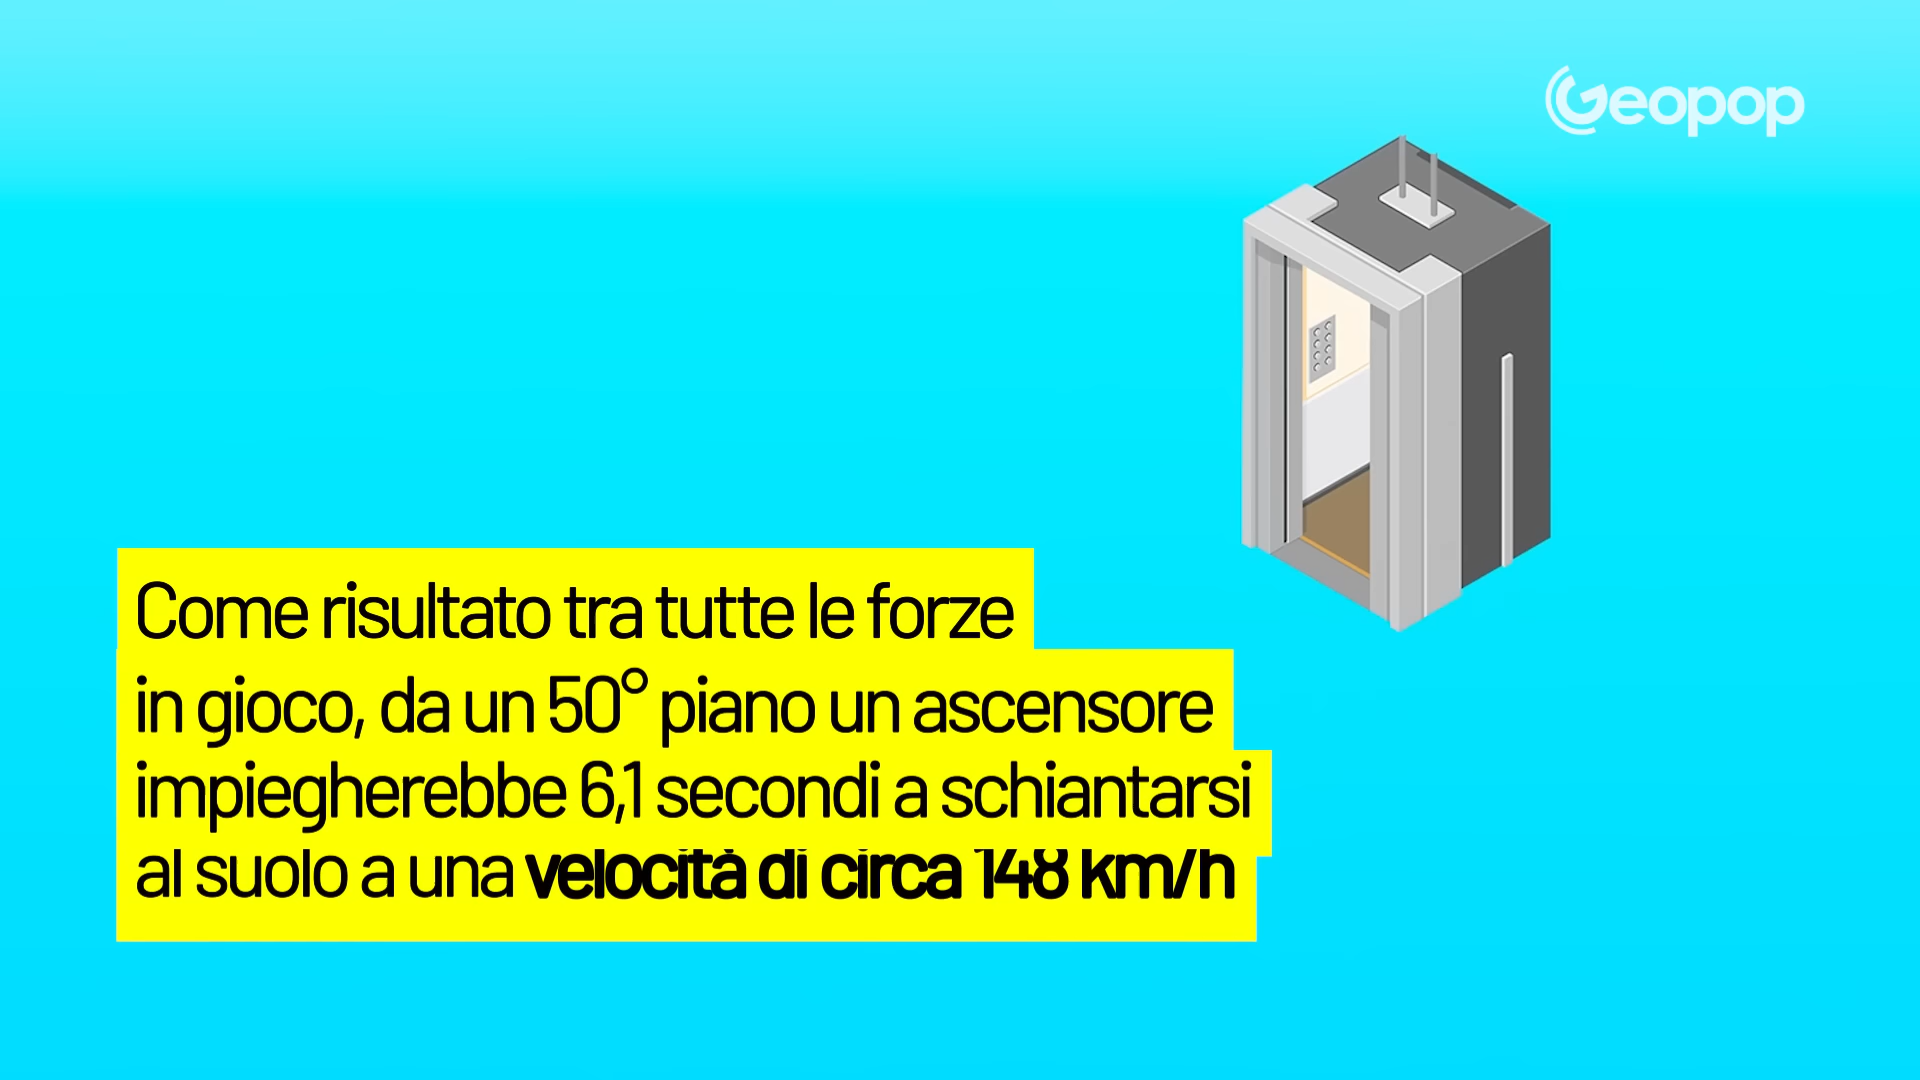 Geopop
Come risultato tra tutte le forze
in gioco, da un 50° piano un ascensore
impiegherebbe 6,1 secondi a schiantarsi
al suolo a una velocità di circa 148 km/h